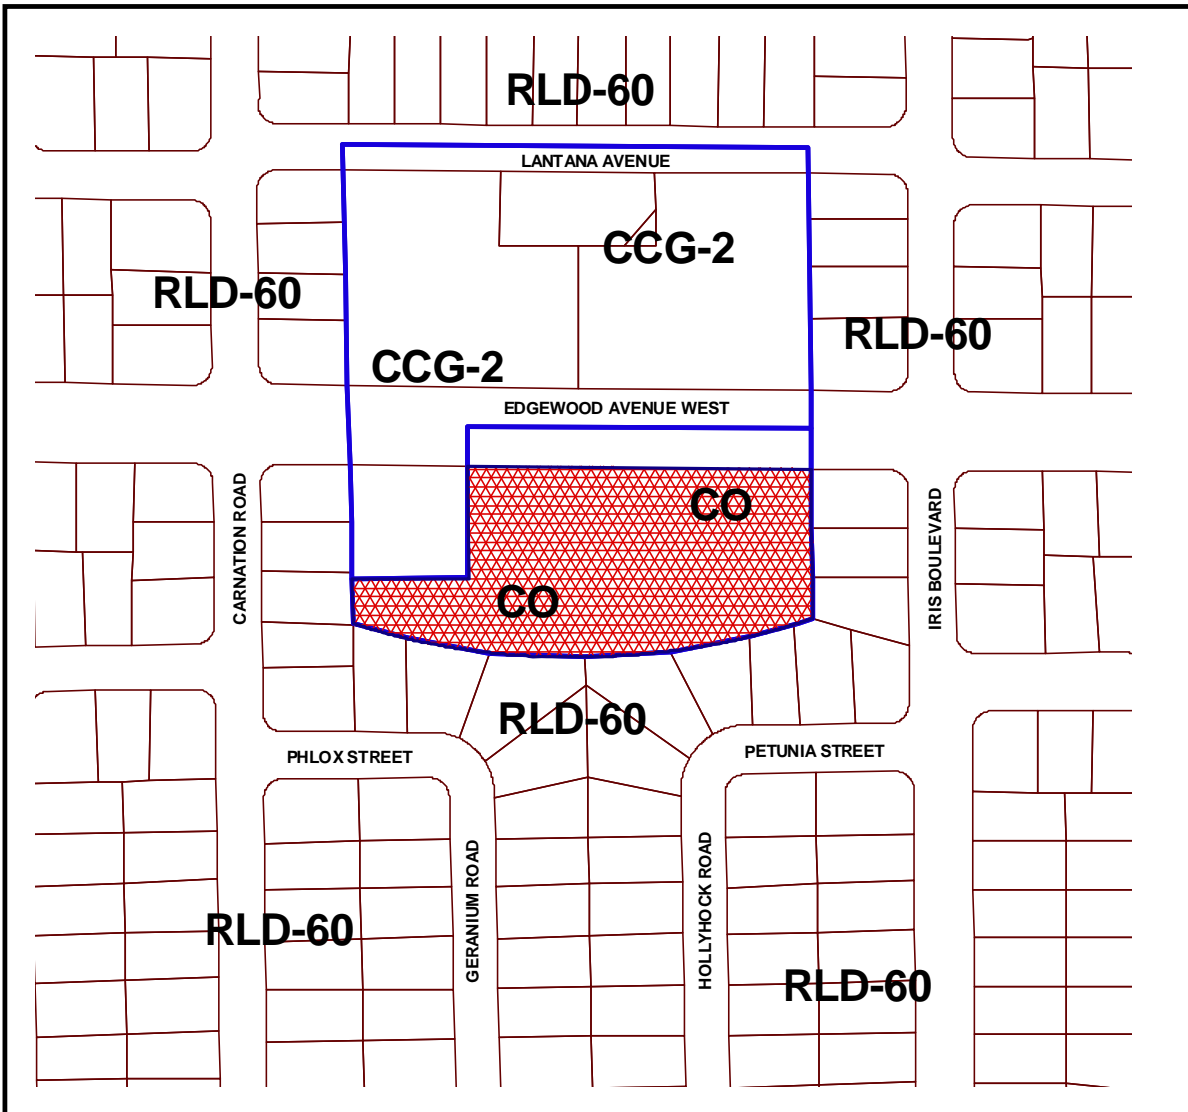 RLD-60
LANTANA AVENUE
CCG-2
RLD-60
RLD-60
CCG-2
EDGEWOOD AVENUE WEST
CARNATION ROAD
CO
IRIS BOULEVARD
CO
RLD-60
PHLOX STREET
PETUNIA STREET
GERANIUM ROAD
HOLLYHOCK ROAD
RLD-60
RLD-60